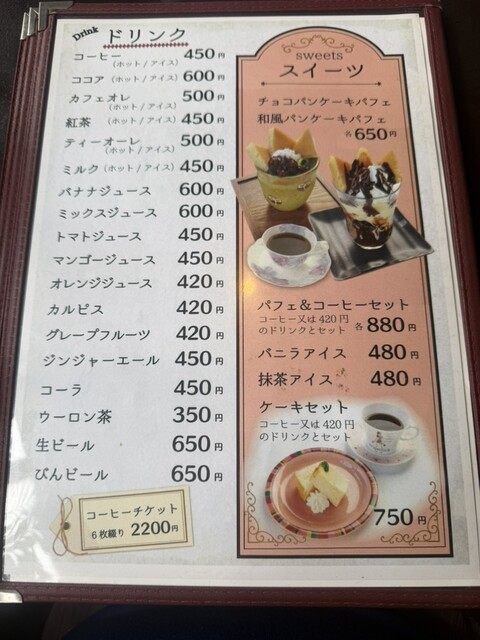 Drink ドリンク
コーヒー (ホット/アイス) 450円
ココア (ホット/アイス) 600円
カフェオレ (ホット/アイス) 500円
紅茶 (ホット/アイス) 450円
ティーオーレ (ホット/アイス) 500円
ミルク (ホット/アイス) 450円
バナナジュース 600円
ミックスジュース 600円
トマトジュース 450円
マンゴージュース 450円
オレンジジュース 420円
カルピス 420円
グレープフルーツ 420円
ジンジャーエール 450円
コーラ 450円
ウーロン茶 350円
生ビール 650円
びんビール 650円
コーヒーチケット
6枚綴り 2200円
sweets
スイーツ
チョコパンケーキパフェ
和風パンケーキパフェ
各650円
パフェ&コーヒーセット
コーヒー又は420円
のドリンクとセット 各880円
バニラアイス 480円
抹茶アイス 480円
ケーキセット
コーヒー又は420円
のドリンクとセット
750円